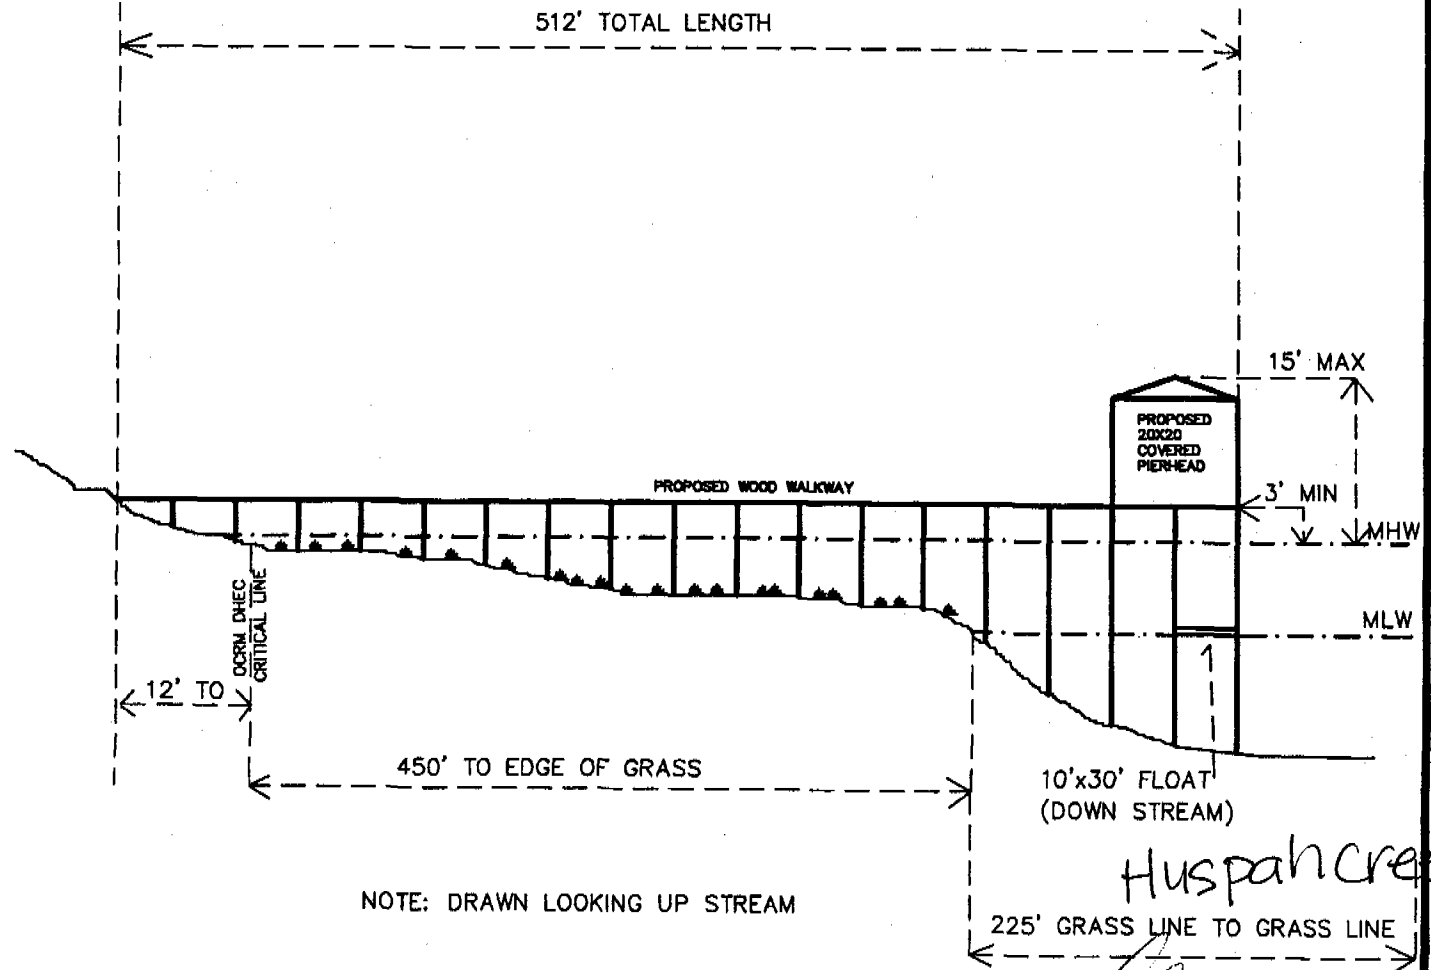 512' TOTAL LENGTH
15' MAX
PROPOSED
20X20
COVERED
PIERHEAD
PROPOSED WOOD WALKWAY
3' MIN
MHW
MLW
OCRM DHEC
CRITICAL LINE
12' TO
450' TO EDGE OF GRASS
10'x30' FLOAT
(DOWN STREAM)
Huspah Cre
NOTE: DRAWN LOOKING UP STREAM
225' GRASS LINE TO GRASS LINE